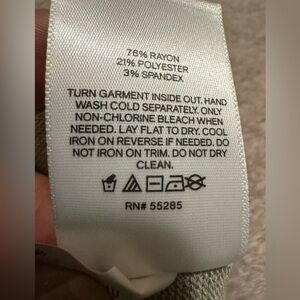 76% RAYON
21% POLYESTER
3% SPANDEX
TURN GARMENT INSIDE OUT. HAND
WASH COLD SEPARATELY. ONLY
NON-CHLORINE BLEACH WHEN
NEEDED. LAY FLAT TO DRY. COOL
IRON ON REVERSE IF NEEDED. DO
NOT IRON ON TRIM. DO NOT DRY
CLEAN.
RN# 55285